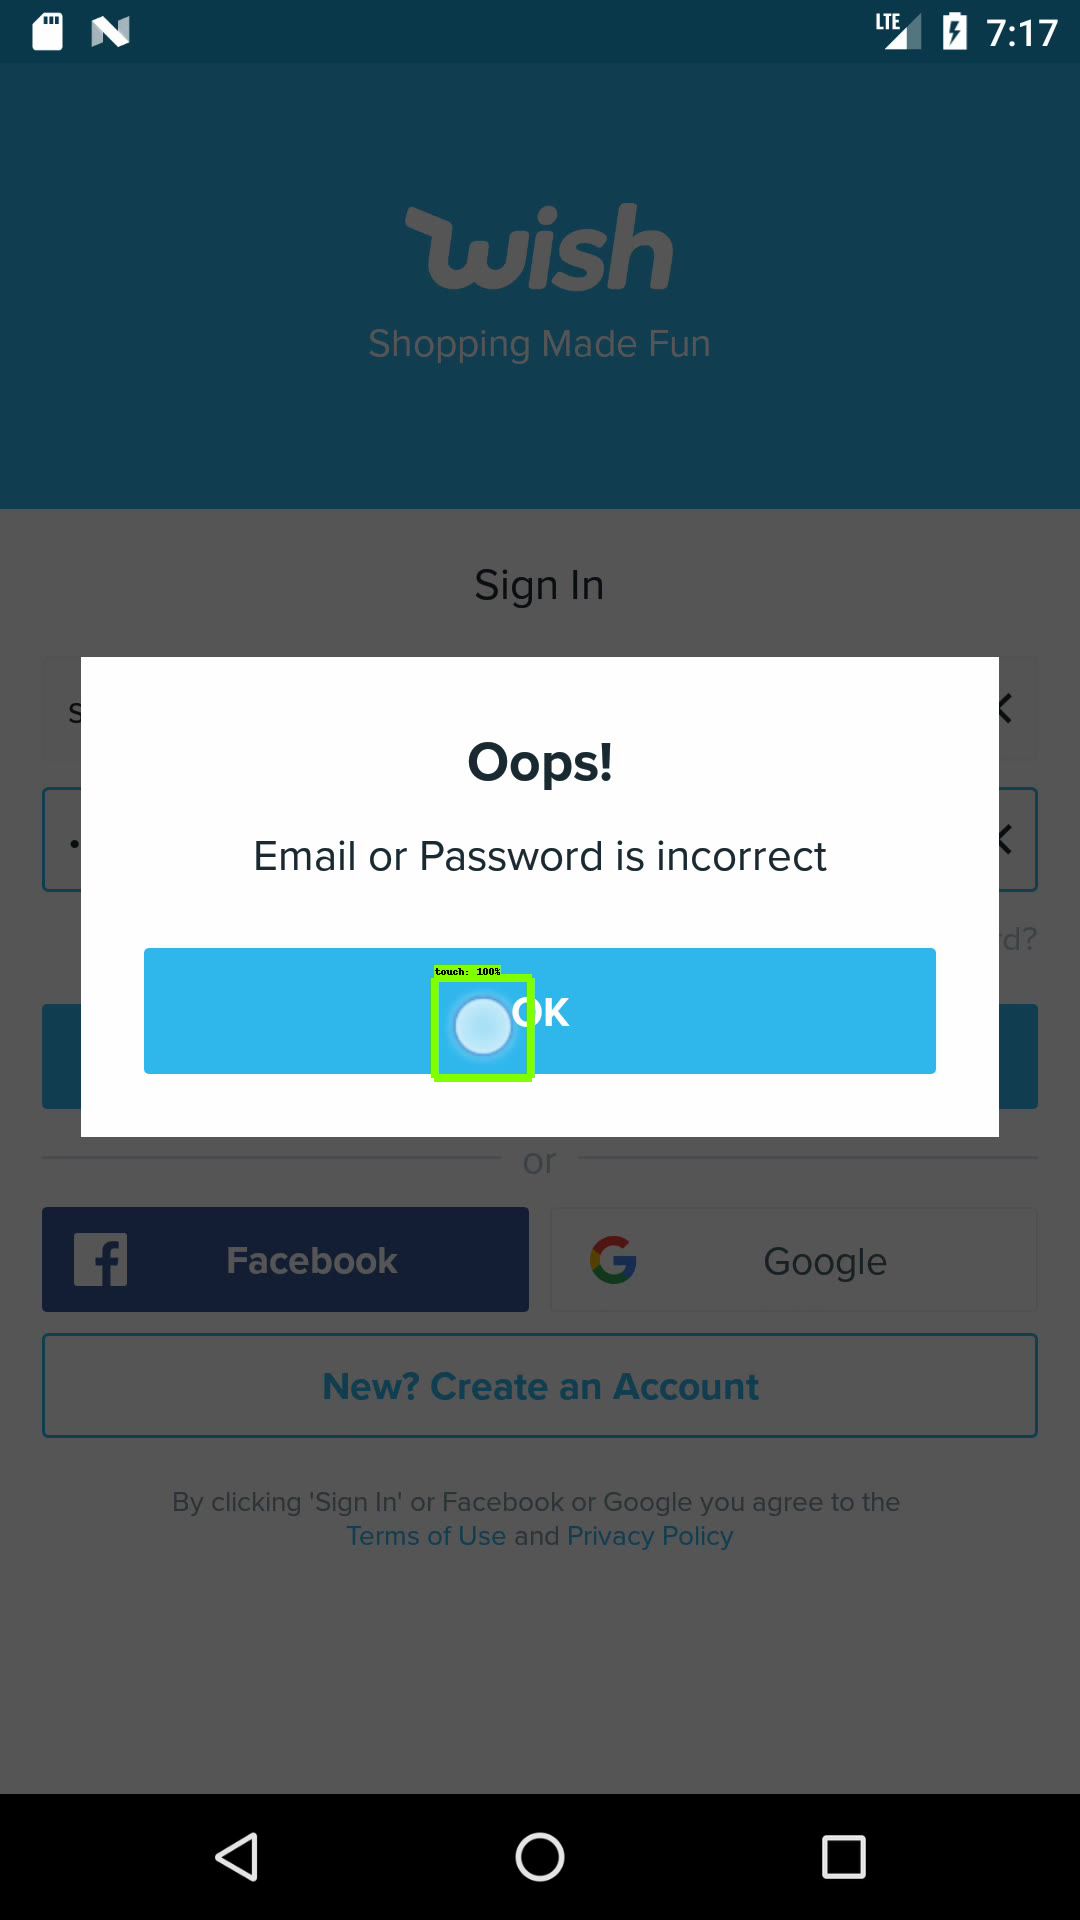 LTE 7:17
wish
Shopping Made Fun
Sign In
s
Oops!
Email or Password is incorrect
rd?
touch: 100%
OK
or
Facebook
Google
New? Create an Account
By clicking 'Sign In' or Facebook or Google you agree to the
Terms of Use and Privacy Policy